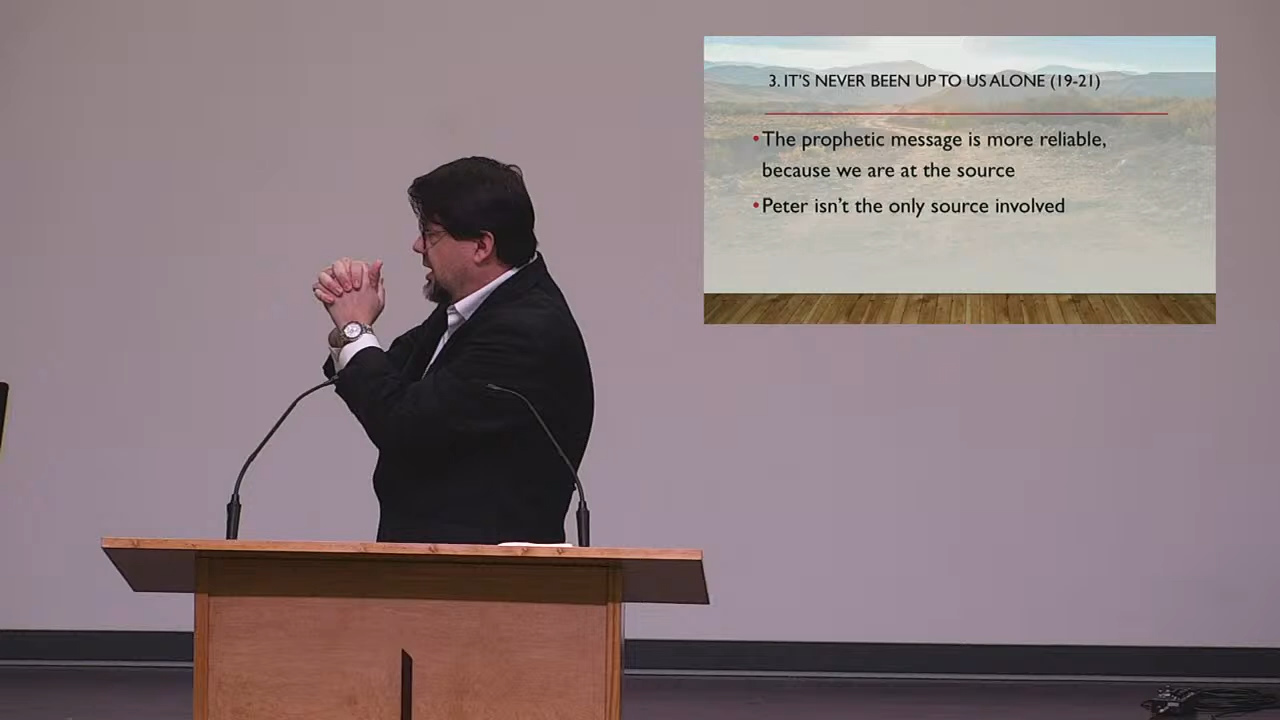 3. IT'S NEVER BEEN UP TO US ALONE (19-21)
•The prophetic message is more reliable,
because we are at the source
•Peter isn't the only source involved